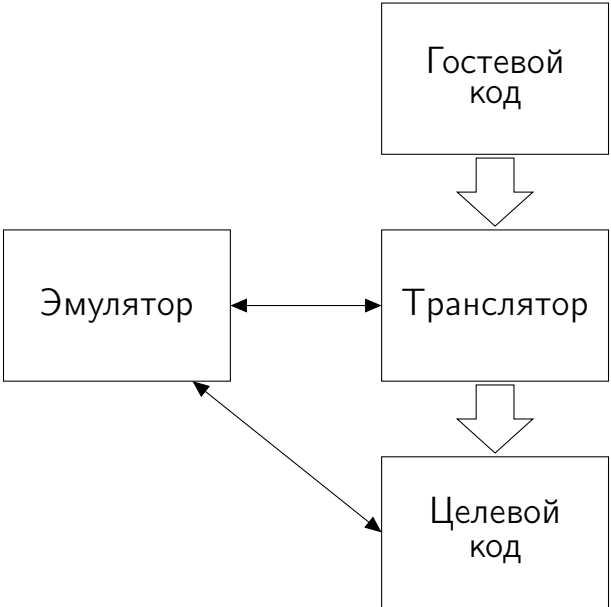 Гостевой
код
Эмулятор
Транслятор
Целевой
код